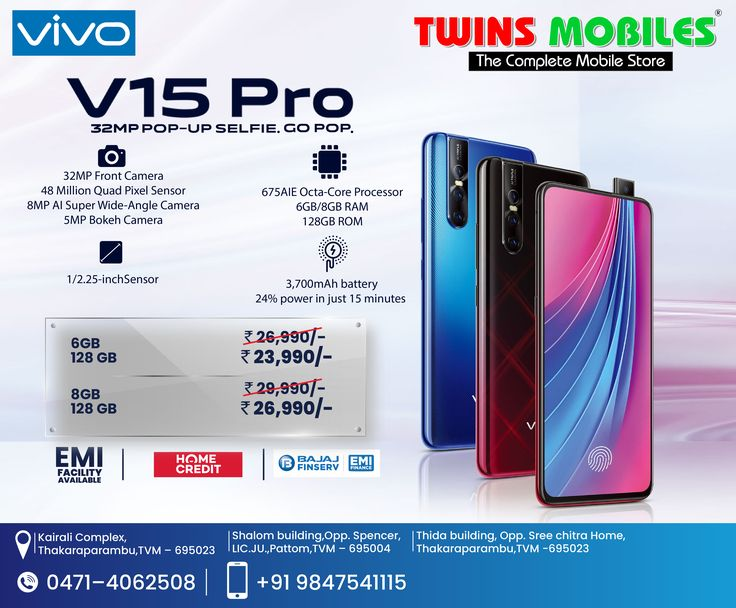 vivo
TWINS MOBILES®
The Complete Mobile Store
V15 Pro
32MP POP-UP SELFIE. GO POP.
32MP Front Camera
48 Million Quad Pixel Sensor
8MP AI Super Wide-Angle Camera
5MP Bokeh Camera
675AIE Octa-Core Processor
6GB/8GB RAM
128GB ROM
1/2.25-inchSensor
3,700mAh battery
24% power in just 15 minutes
6GB
128 GB
₹ 26,990/-
₹ 23,990/-
8GB
128 GB
₹ 29,990/-
₹ 26,990/-
EMI
FACILITY
AVAILABLE
HOME
CREDIT
B BAJAJ
FINSERV
EMI
FINANCE
Kairali Complex,
Thakaraparambu,TVM – 695023
Shalom building,Opp. Spencer,
LIC.JU.,Pattom,TVM – 695004
Thida building, Opp. Sree chitra Home,
Thakaraparambu,TVM -695023
0471–4062508
+91 9847541115